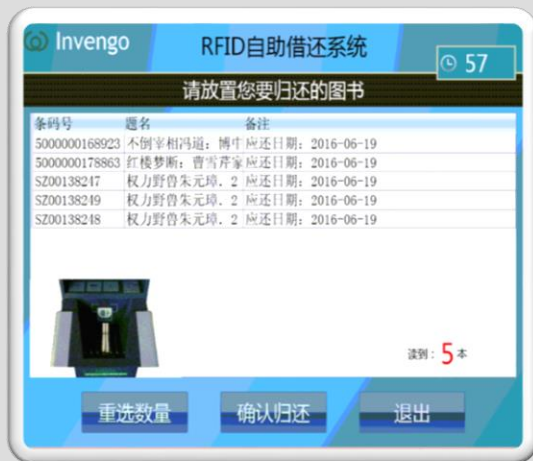 Invengo
RFID自助借还系统
57
请放置您要归还的图书
条码号 题名 备注
5000000168923 不倒宰相冯道：博 应还日期：2016-06-19
5000000178863 红楼梦断：曹雪芹家 应还日期：2016-06-19
SZ00138247 权力野兽朱元璋．2 应还日期：2016-06-19
SZ00138249 权力野兽朱元璋．2 应还日期：2016-06-19
SZ00138248 权力野兽朱元璋．2 应还日期：2016-06-19
读到：5本
重选数量 确认归还 退出